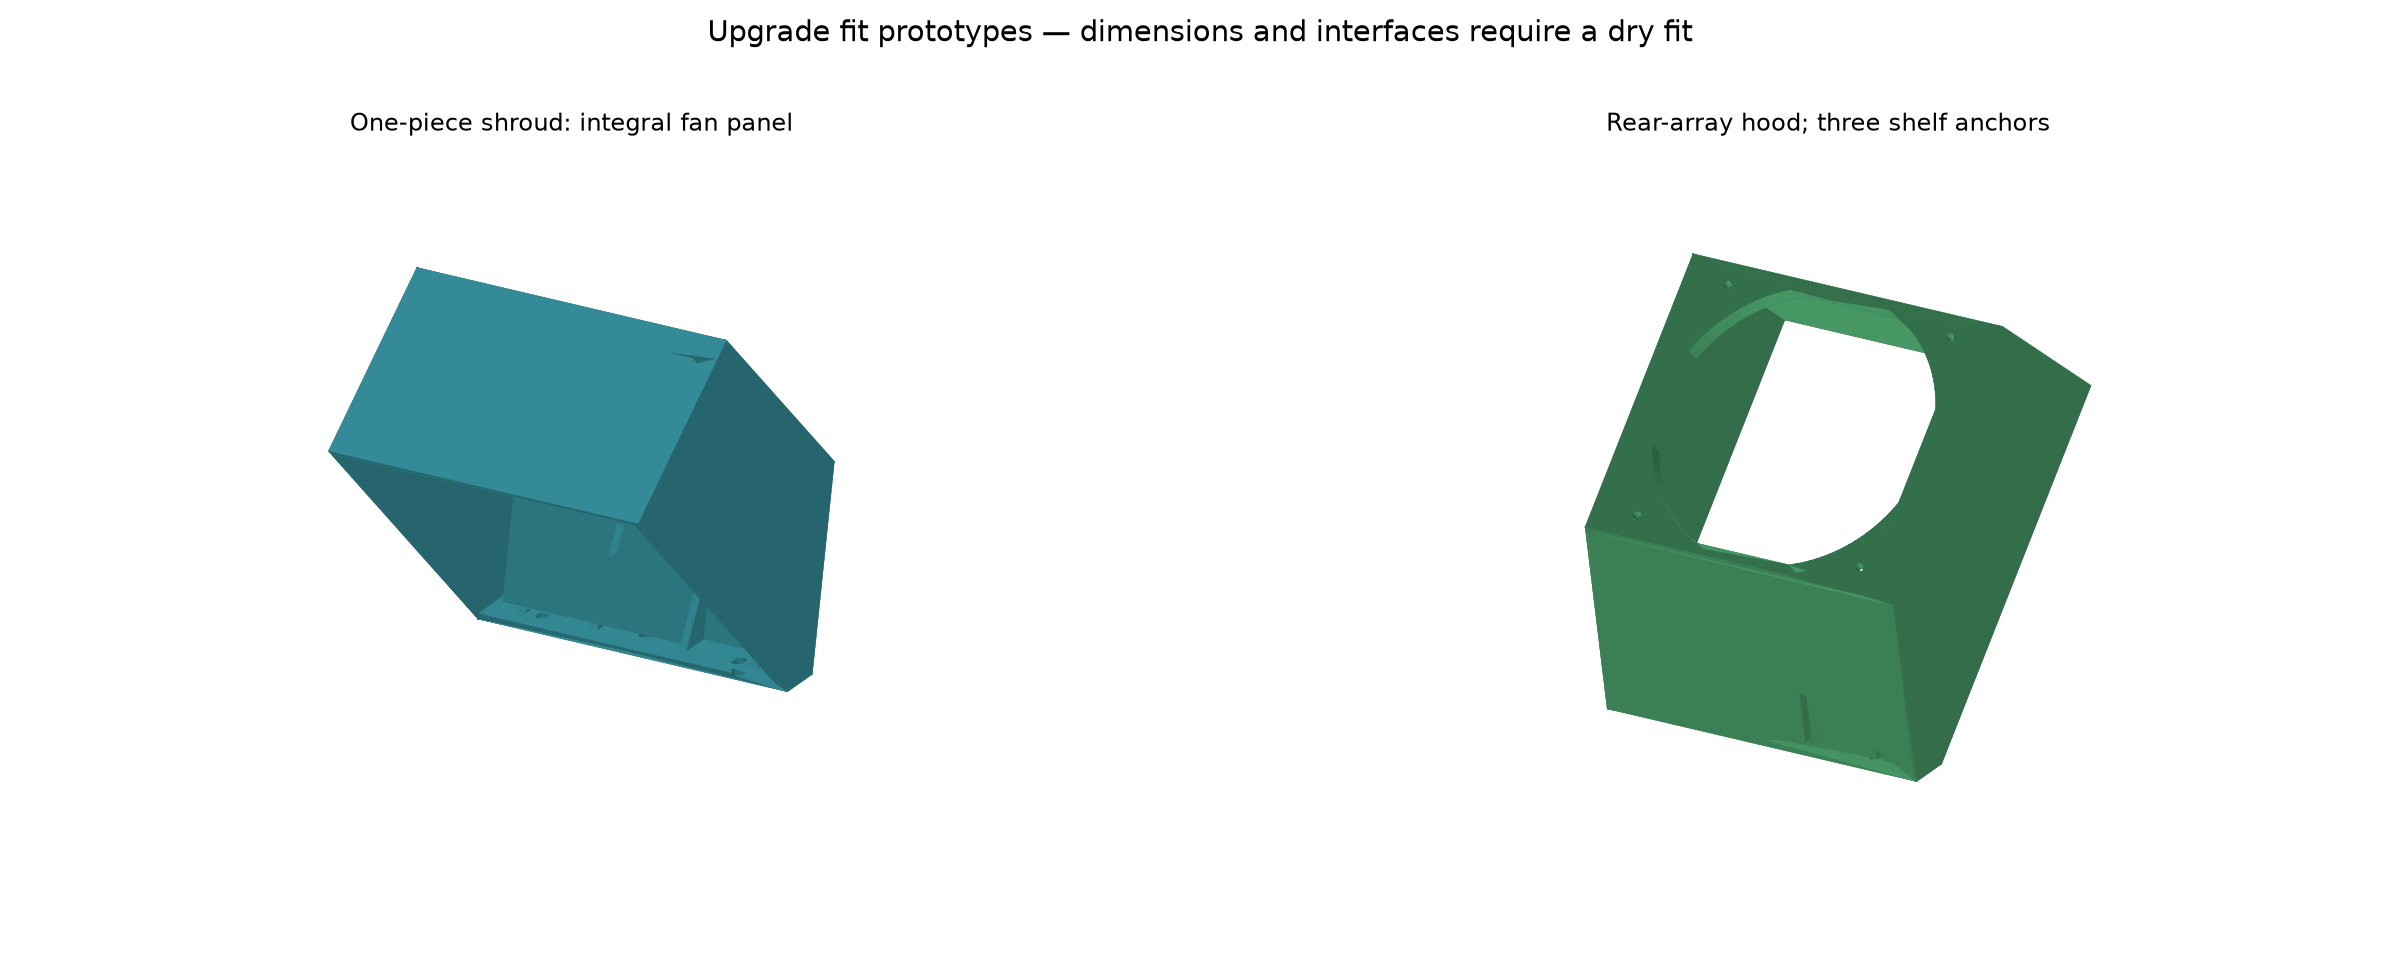 Upgrade fit prototypes — dimensions and interfaces require a dry fit
One-piece shroud: integral fan panel
Rear-array hood; three shelf anchors